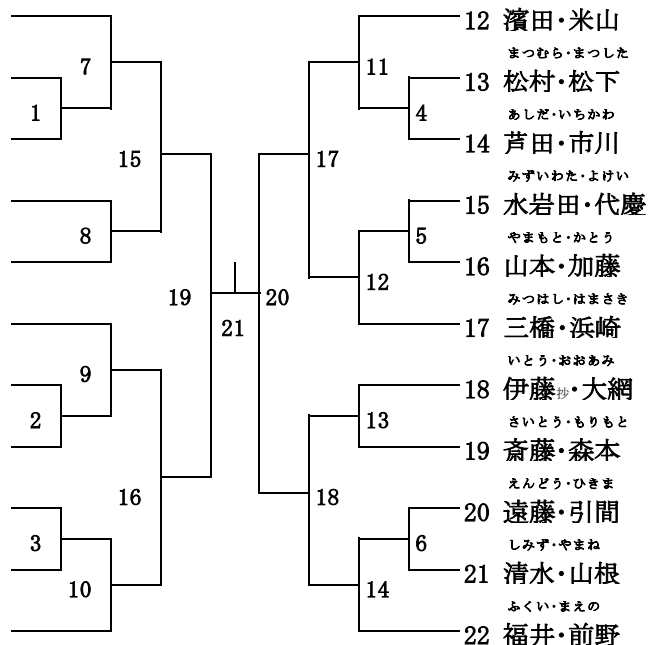 12 濱田・米山
7
まつむら・まつした
11
13 松村・松下
1
4
あしだ・いちかわ
14 芦田・市川
15
17
みずいわた・よけい
15 水岩田・代慶
8
5
やまもと・かとう
16 山本・加藤
12
19
20
みつはし・はまさき
17 三橋・浜崎
21
いとう・おおあみ
9
18 伊藤抄・大網
2
13
さいとう・もりもと
19 斎藤・森本
16
18
えんどう・ひきま
20 遠藤・引間
3
6
しみず・やまね
21 清水・山根
10
14
ふくい・まえの
22 福井・前野